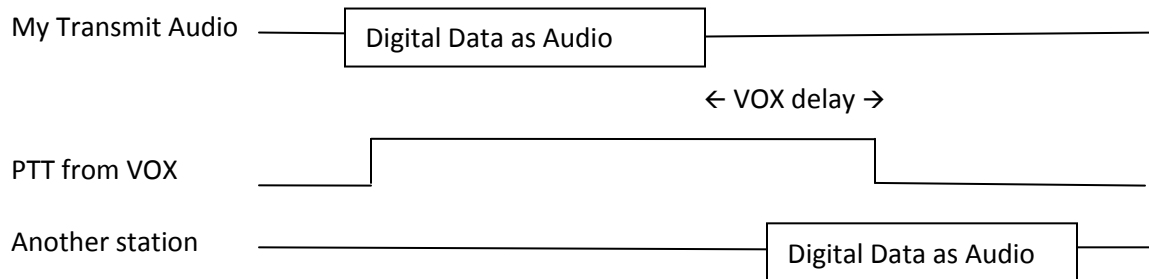 My Transmit Audio
Digital Data as Audio
← VOX delay →
PTT from VOX
Another station
Digital Data as Audio